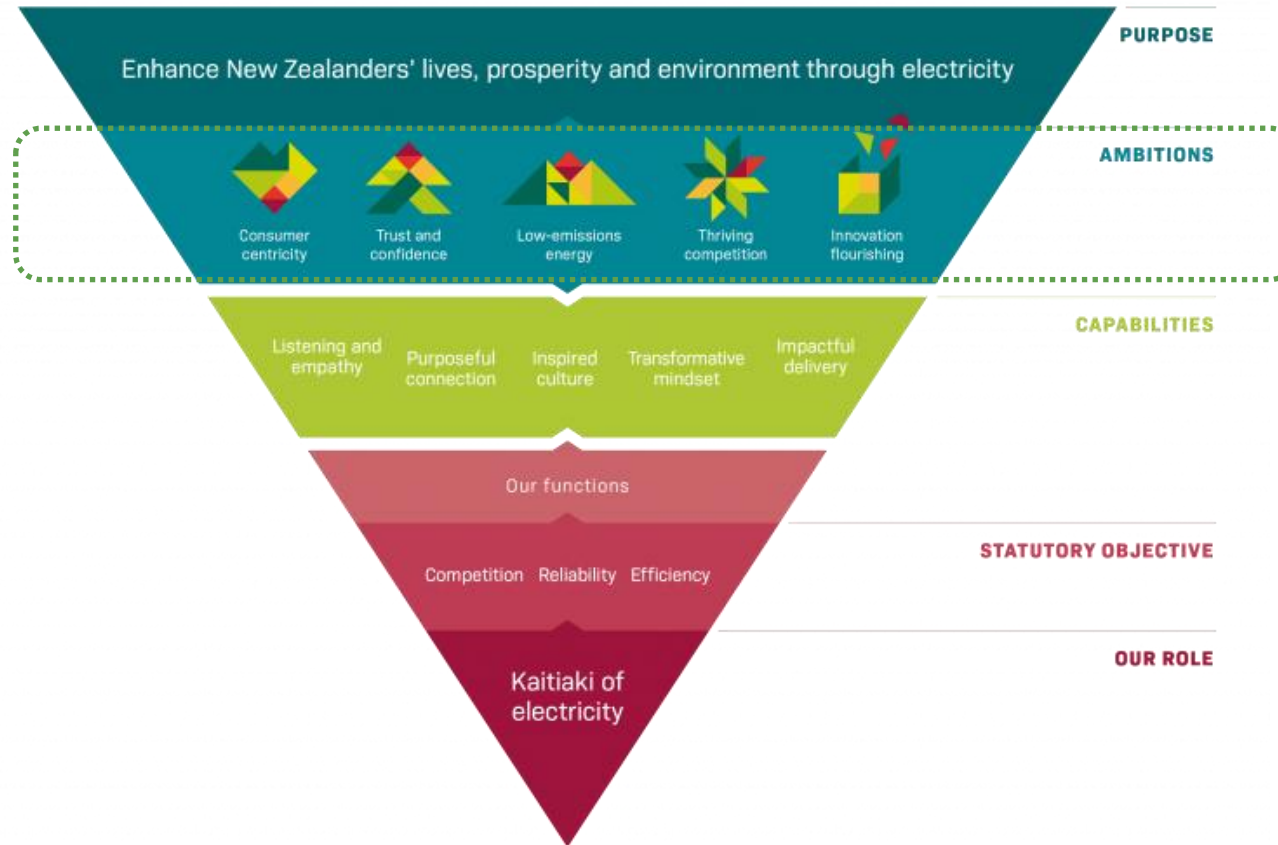 PURPOSE
Enhance New Zealanders' lives, prosperity and environment through electricity
AMBITIONS
Consumer
centricity
Trust and
confidence
Low-emissions
energy
Thriving
competition
Innovation
flourishing
CAPABILITIES
Listening and
empathy
Purposeful
connection
Inspired
culture
Transformative
mindset
Impactful
delivery
Our functions
STATUTORY OBJECTIVE
Competition Reliability Efficiency
OUR ROLE
Kaitiaki of
electricity